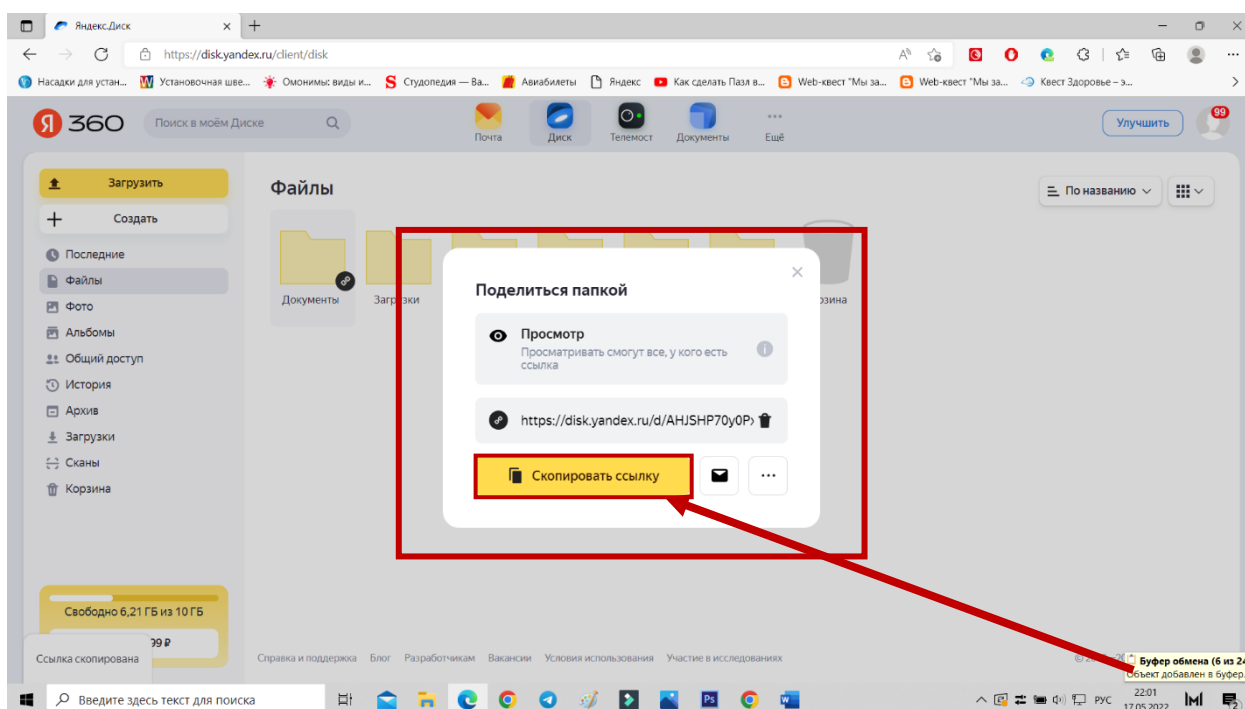 Яндекс.Диск
https://disk.yandex.ru/client/disk
Насадки для устан... Установочная шве... Омонимы: виды и... Студопедия — Ва... Авиабилеты Яндекс Как сделать Пазл в... Web-квест "Мы за... Web-квест "Мы за... Квест Здоровье – э...
Я 360 Поиск в моём Диске Почта Диск Телемост Документы Ещё Улучшить 99
Загрузить
Создать
Последние
Файлы
Фото
Альбомы
Общий доступ
История
Архив
Загрузки
Сканы
Корзина
Свободно 6,21 ГБ из 10 ГБ
99 ₽
Ссылка скопирована
Файлы
По названию
Документы Загрузки
Поделиться папкой
Просмотр
Просматривать смогут все, у кого есть
ссылка
https://disk.yandex.ru/d/AHJSHP70y0P
Скопировать ссылку
Справка и поддержка Блог Разработчикам Вакансии Условия использования Участие в исследованиях
Буфер обмена (6 из 24
Объект добавлен в буфер.
Введите здесь текст для поиска
Ps
РУС
22:01
17.05.2022
2